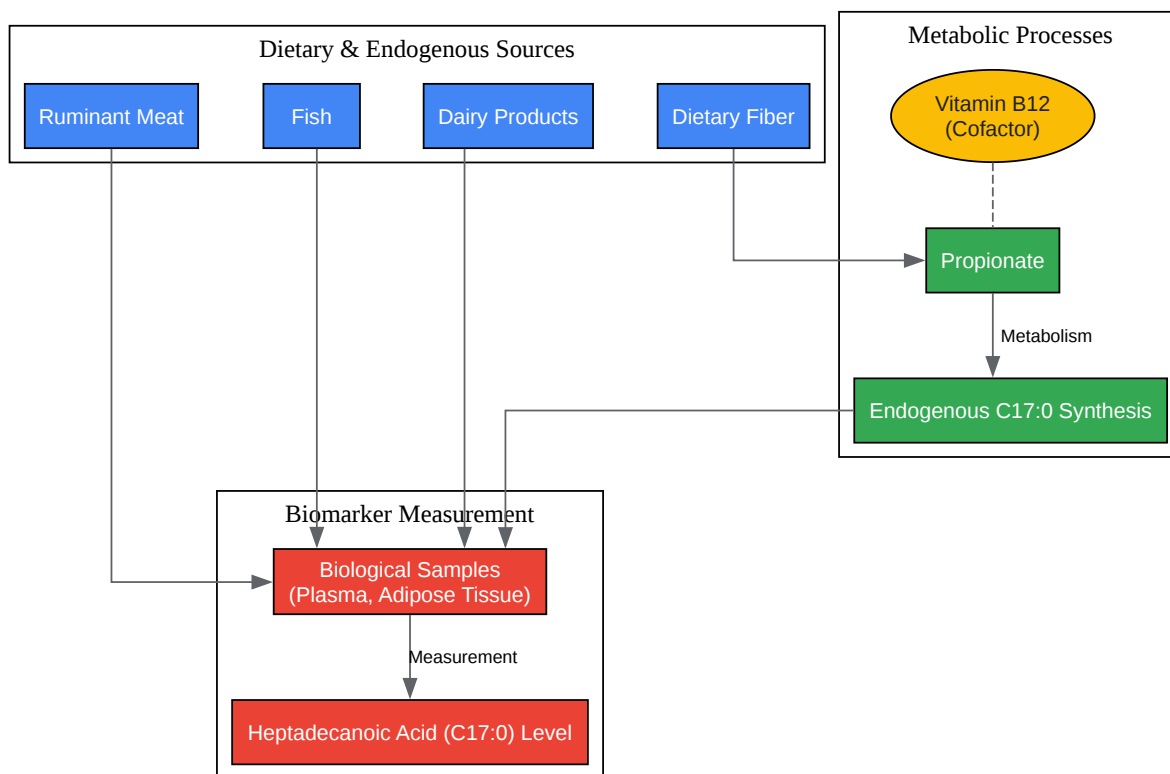 Dietary & Endogenous Sources
Ruminant Meat
Fish
Dairy Products
Dietary Fiber
Metabolic Processes
Vitamin B12
(Cofactor)
Propionate
Metabolism
Endogenous C17:0 Synthesis
Biomarker Measurement
Biological Samples
(Plasma, Adipose Tissue)
Measurement
Heptadecanoic Acid (C17:0) Level